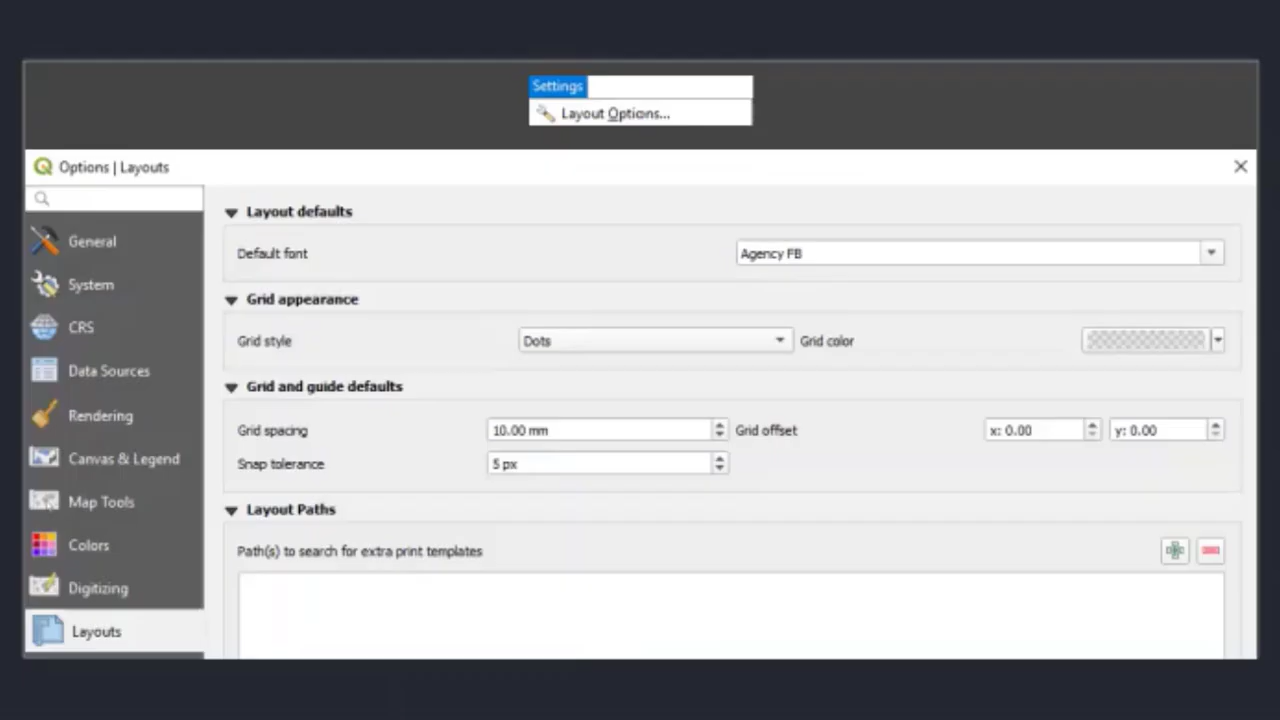 Settings
Layout Options...
Options | Layouts
General
System
CRS
Data Sources
Rendering
Canvas & Legend
Map Tools
Colors
Digitizing
Layouts
Layout defaults
Default font Agency FB
Grid appearance
Grid style Dots Grid color
Grid and guide defaults
Grid spacing 10.00 mm Grid offset x: 0.00 y: 0.00
Snap tolerance 5 px
Layout Paths
Path(s) to search for extra print templates